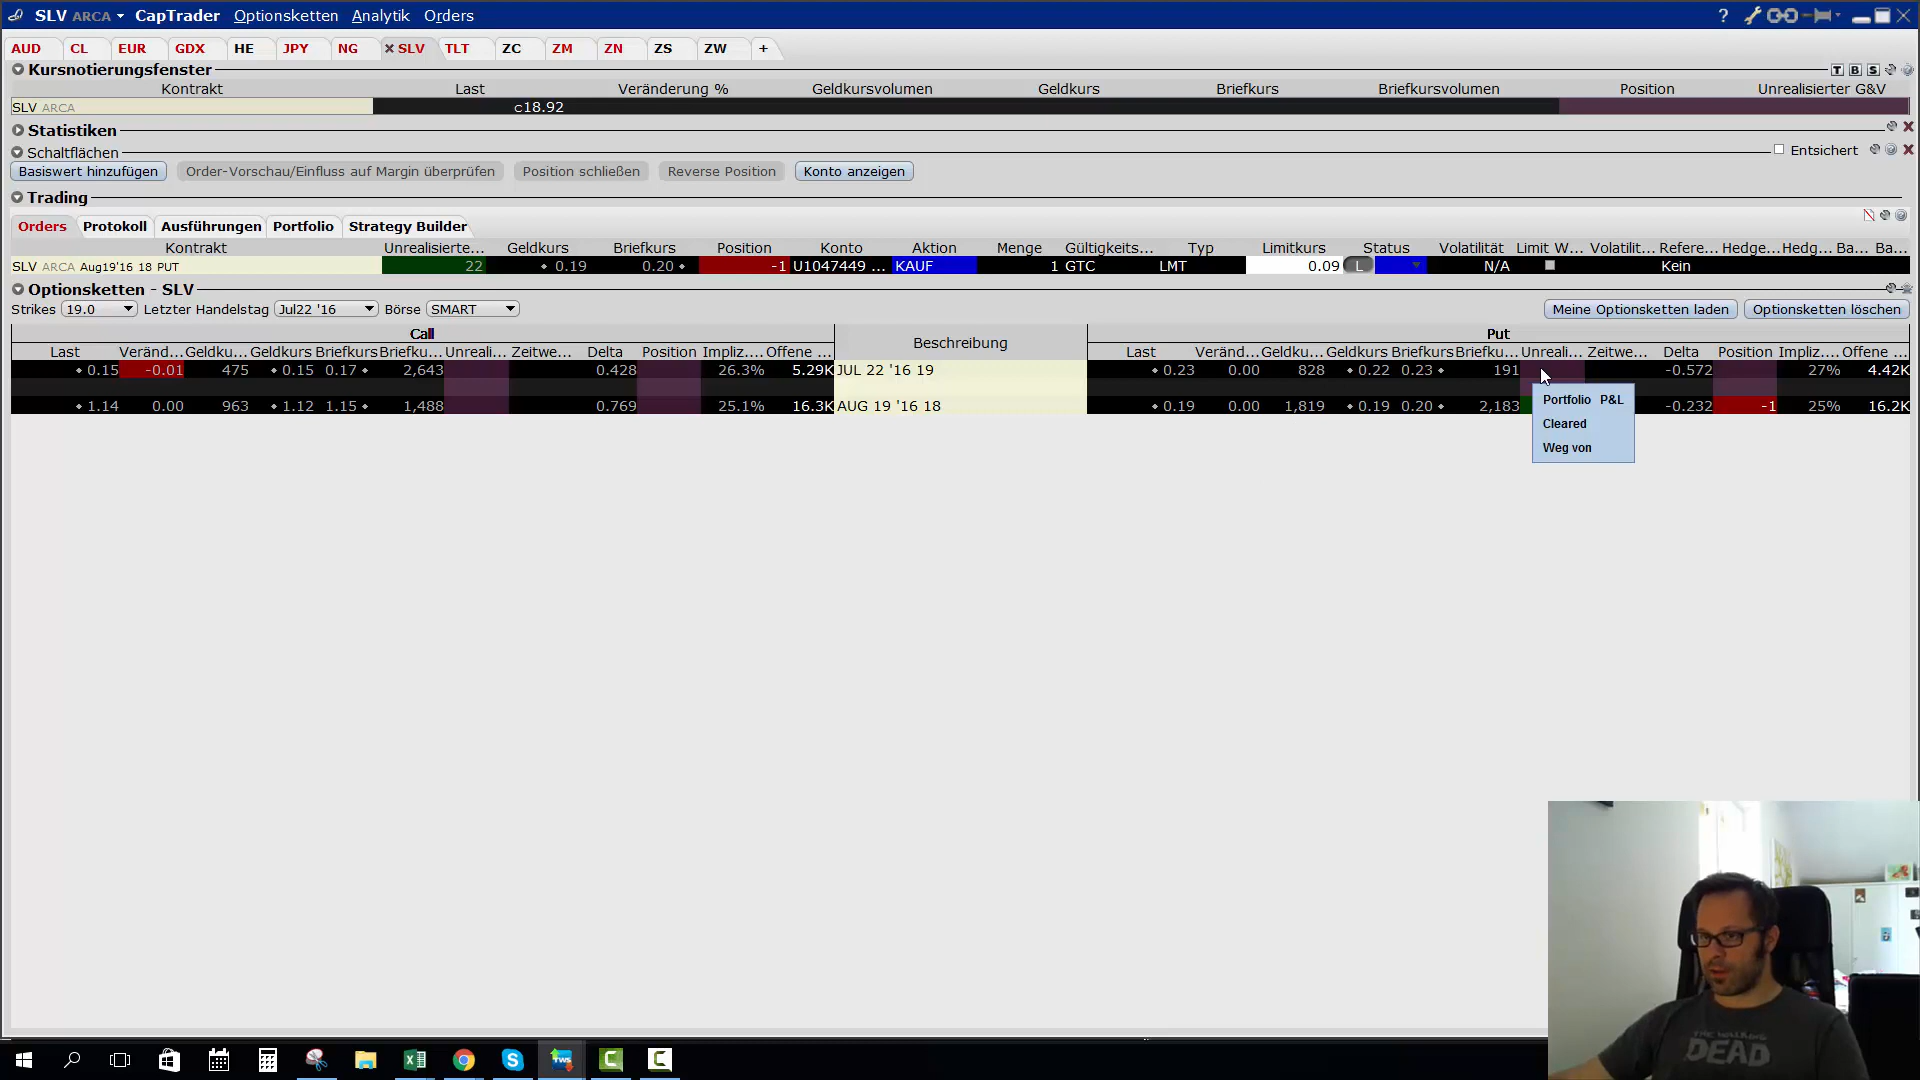 SLV ARCA CapTrader Optionsketten Analytik Orders ?
AUD CL EUR GDX HE JPY NG SLV TLT ZC ZM ZN ZS ZW +
Kursnotierungsfenster T B S
Kontrakt Last Veränderung % Geldkursvolumen Geldkurs Briefkurs Briefkursvolumen Position Unrealisierter G&V
SLV ARCA c18.92
Statistiken
Schaltflächen Entsichert
Basiswert hinzufügen Order-Vorschau/Einfluss auf Margin überprüfen Position schließen Reverse Position Konto anzeigen
Trading
Orders Protokoll Ausführungen Portfolio Strategy Builder
Kontrakt Unrealisierte... Geldkurs Briefkurs Position Konto Aktion Menge Gültigkeits... Typ Limitkurs Status Volatilität Limit W... Volatilit... Refere... Hedge... Hedg... Ba... Ba...
SLV ARCA Aug19'16 18 PUT 22 0.19 0.20 -1 U1047449 ... KAUF 1 GTC LMT 0.09 L N/A Kein
Optionsketten - SLV
Strikes 19.0 Letzter Handelstag Jul22 '16 Börse SMART Meine Optionsketten laden Optionsketten löschen
Call Beschreibung Put
Last Veränd... Geldku... Geldkurs Briefkurs Briefku... Unreali... Zeitwe... Delta Position Impliz.... Offene ... Last Veränd... Geldku... Geldkurs Briefkurs Briefku... Unreali... Zeitwe... Delta Position Impliz.... Offene ...
0.15 -0.01 475 0.15 0.17 2,643 0.428 26.3% 5.29K JUL 22 '16 19 0.23 0.00 828 0.22 0.23 191 -0.572 27% 4.42K
1.14 0.00 963 1.12 1.15 1,488 0.769 25.1% 16.3K AUG 19 '16 18 0.19 0.00 1,819 0.19 0.20 2,183 -0.232 -1 25% 16.2K
Portfolio P&L
Cleared
Weg von
THE WALKING
DEAD
TWS